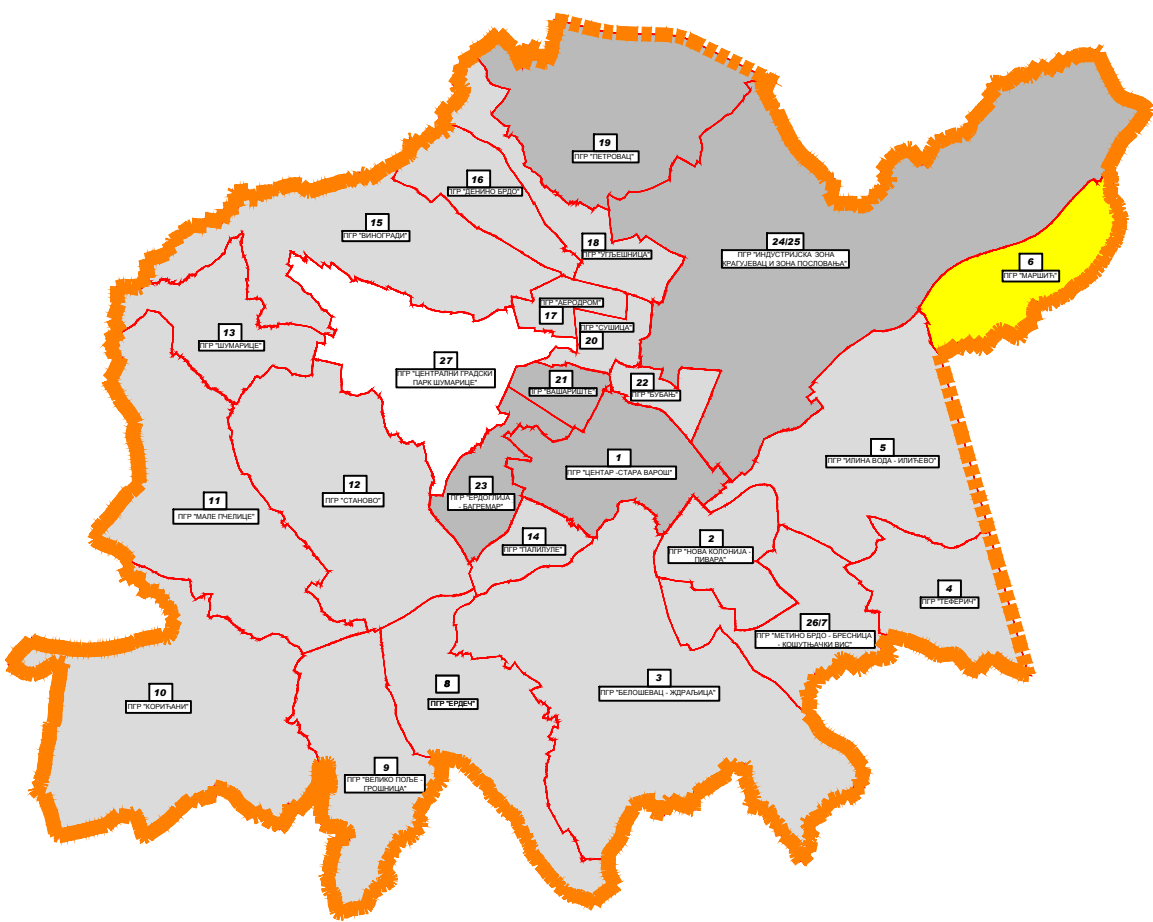 19
ПГР "ПЕТРОВАЦ"
16
ПГР "ДЕНИНО БРДО"
15
ПГР "ВИНОГРАДИ"
18
ПГР "УГЉЕШНИЦА"
24/25
ПГР "ИНДУСТРИЈСКА ЗОНА
КРАГУЈЕВАЦ И ЗОНА ПОСЛОВАЊА"
6
ПГР "МАРШИЋ"
ПГР "АЕРОДРОМ"
17
13
ПГР "ШУМАРИЦЕ"
ПГР "СУШИЦА"
20
27
ПГР "ЦЕНТРАЛНИ ГРАДСКИ
ПАРК ШУМАРИЦЕ"
21
ПГР "ВАШАРИШТЕ"
22
ПГР "БУБАЊ"
5
ПГР "ИЛИНА ВОДА - ИЛИЋЕВО"
1
ПГР "ЦЕНТАР -СТАРА ВАРОШ"
12
ПГР "СТАНОВО"
23
ПГР "ЕРДОГЛИЈА
- БАГРЕМАР"
11
ПГР "МАЛЕ ПЧЕЛИЦЕ"
14
ПГР "ПАЛИЛУЛЕ"
2
ПГР "НОВА КОЛОНИЈА -
ПИВАРА"
4
ПГР "ТЕФЕРИЧ"
26/7
ПГР "МЕТИНО БРДО - БРЕСНИЦА
- КОШУТЊАЧКИ ВИС"
3
ПГР "БЕЛОШЕВАЦ - ЖДРАЉИЦА"
8
ПГР "ЕРДЕЧ"
10
ПГР "КОРИЋАНИ"
9
ПГР "ВЕЛИКО ПОЉЕ -
ГРОШНИЦА"